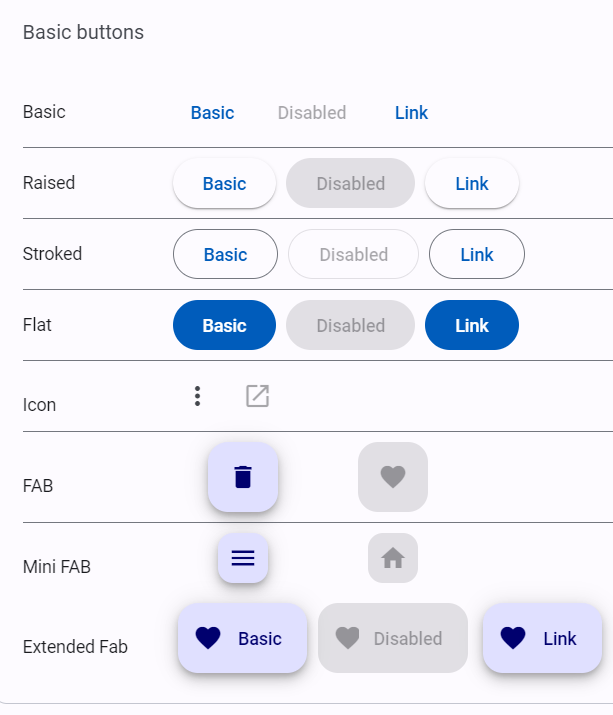 Basic buttons
Basic Basic Disabled Link
Raised Basic Disabled Link
Stroked Basic Disabled Link
Flat Basic Disabled Link
Icon
FAB
Mini FAB
Extended Fab Basic Disabled Link